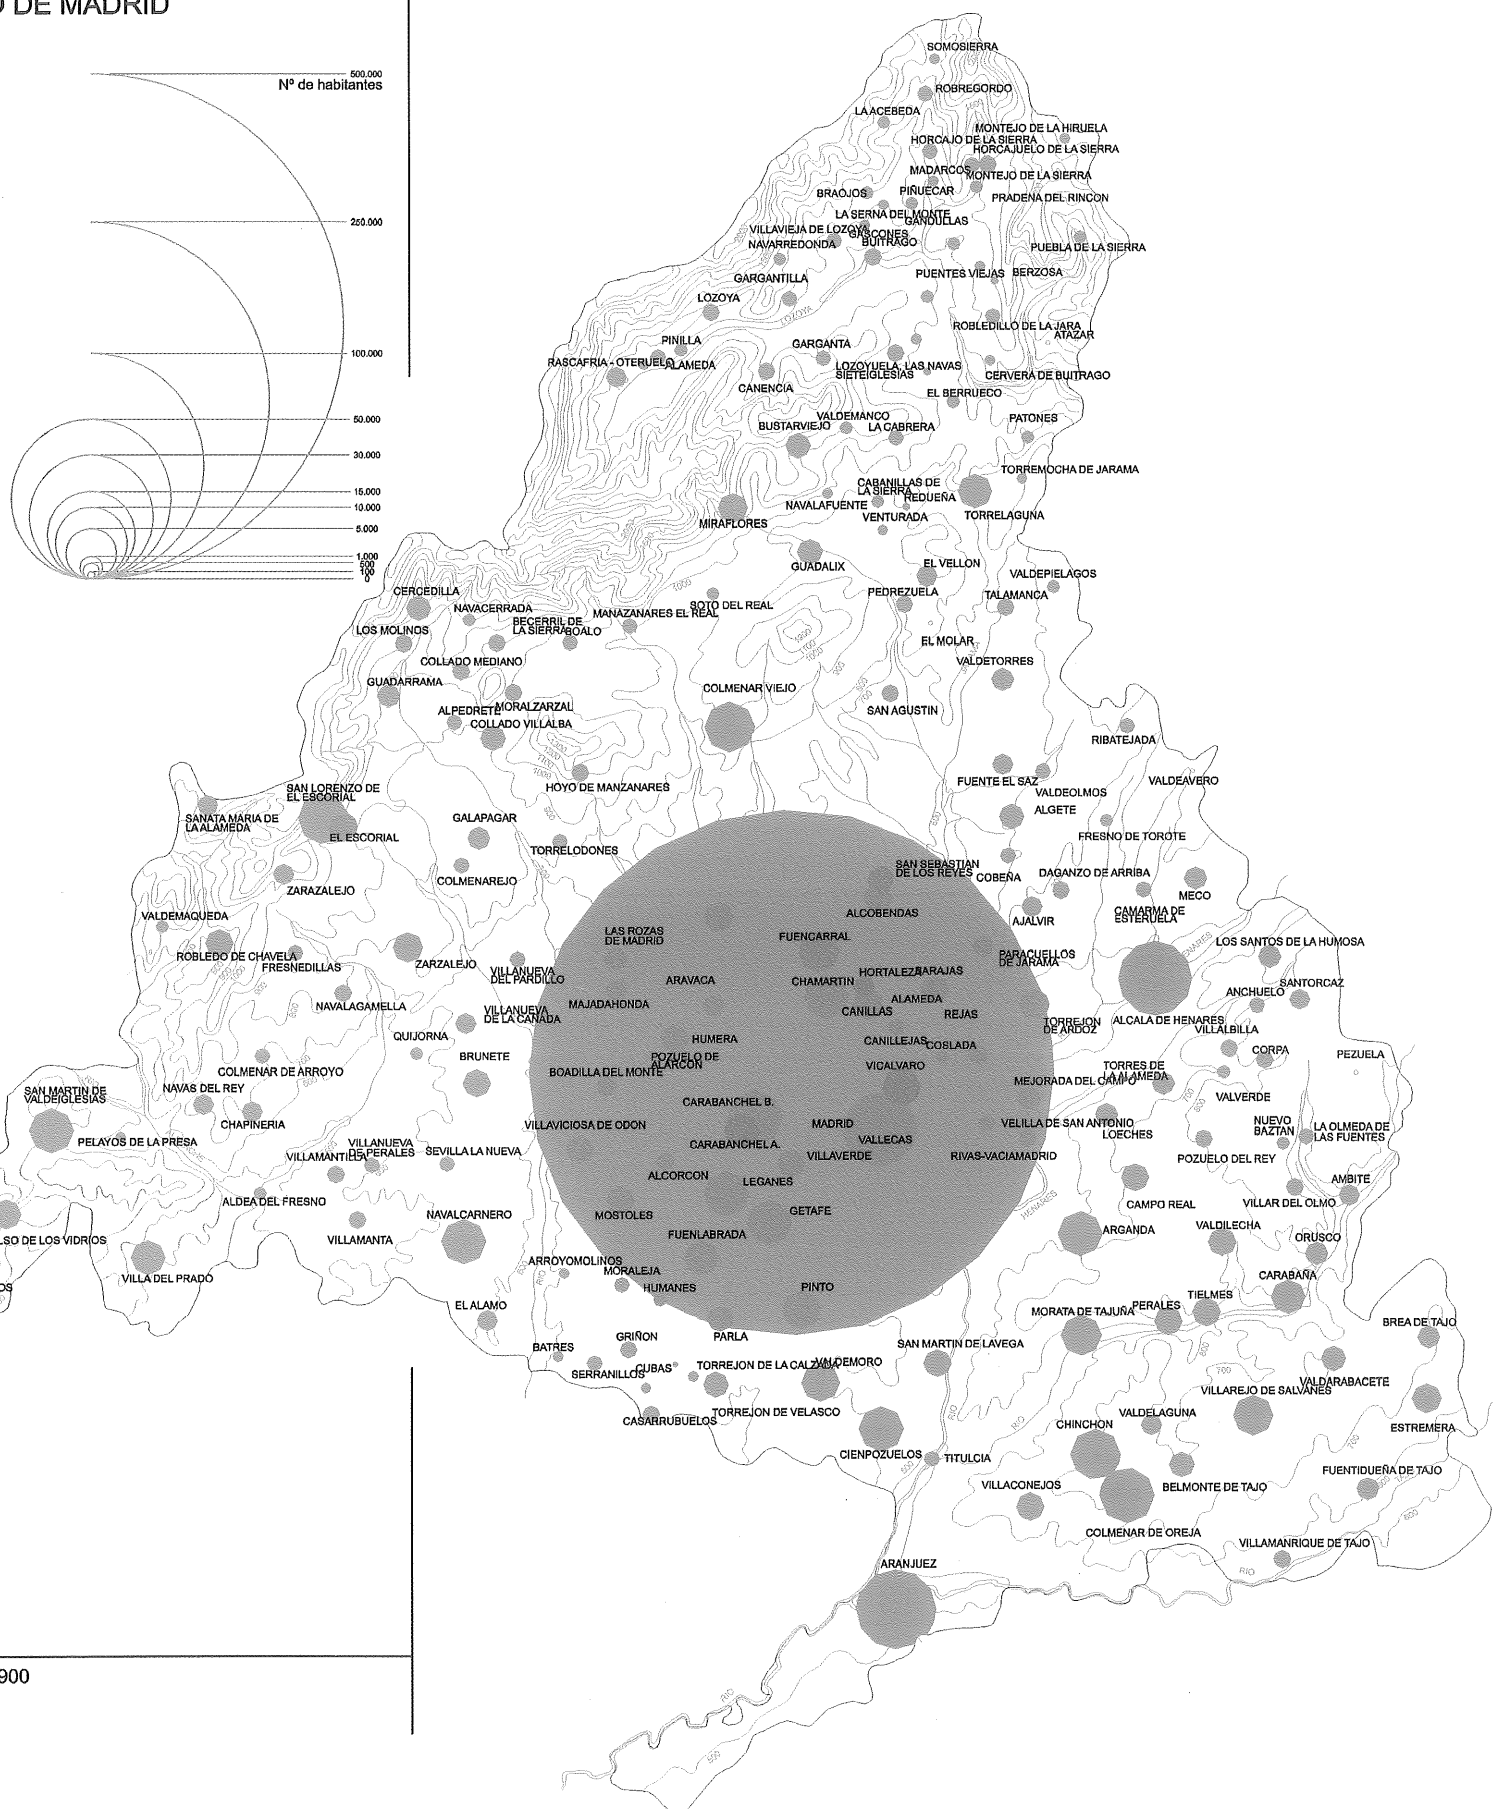 DE MADRID
500.000
Nº de habitantes
250.000
100.000
50.000
30.000
15.000
10.000
5.000
1.000
500
100
0
SOMOSIERRA
ROBREGORDO
LA ACEBEDA
MONTEJO DE LA HIRUELA
HORCAJO DE LA SIERRA
HORCAJUELO DE LA SIERRA
MADARCOS
MONTEJO DE LA SIERRA
BRAOJOS
PIÑUECAR
PRADENA DEL RINCON
LA SERNA DEL MONTE
GANDULLAS
VILLAVIEJA DE LOZOYA
GASCONES
NAVARREDONDA
BUITRAGO
PUEBLA DE LA SIERRA
GARGANTILLA
PUENTES VIEJAS
BERZOSA
LOZOYA
LOZOYA
ROBLEDILLO DE LA JARA
ATAZAR
PINILLA
GARGANTA
RASCAFRIA - OTERUELO
ALAMEDA
LOZOYUELA, LAS NAVAS
SIETEIGLESIAS
CERVERA DE BUITRAGO
CANENCIA
EL BERRUECO
VALDEMANCO
BUSTARVIEJO
LA CABRERA
PATONES
TORREMOCHA DE JARAMA
CABANILLAS DE
LA SIERRA
REDUEÑA
NAVALAFUENTE
VENTURADA
TORRELAGUNA
MIRAFLORES
GUADALIX
EL VELLON
VALDEPIELAGOS
CERCEDILLA
PEDREZUELA
TALAMANCA
NAVACERRADA
MANAZANARES EL REAL
SOTO DEL REAL
LOS MOLINOS
BECERRIL DE
LA SIERRA
BOALO
EL MOLAR
COLLADO MEDIANO
VALDETORRES
GUADARRAMA
COLMENAR VIEJO
ALPEDRETE
MORALZARZAL
COLLADO VILLALBA
SAN AGUSTIN
RIBATEJADA
HOYO DE MANZANARES
FUENTE EL SAZ
VALDEOLMOS
VALDEAVERO
SAN LORENZO DE
EL ESCORIAL
SANATA MARIA DE
LA ALAMEDA
EL ESCORIAL
GALAPAGAR
ALGETE
TORRELODONES
FRESNO DE TOROTE
SAN SEBASTIAN
DE LOS REYES
COBEÑA
DAGANZO DE ARRIBA
COLMENAREJO
ZARAZALEJO
MECO
VALDEMAQUEDA
ALCOBENDAS
AJALVIR
CAMARMA DE
ESTERUELA
LAS ROZAS
DE MADRID
FUENCARRAL
LOS SANTOS DE LA HUMOSA
ROBLEDO DE CHAVELA
FRESNEDILLAS
ZARZALEJO
PARACUELLOS
DE JARAMA
VILLANUEVA
DEL PARDILLO
ARAVACA
CHAMARTIN
HORTALEZA
BARAJAS
SANTORCAZ
ANCHUELO
NAVALAGAMELLA
MAJADAHONDA
ALAMEDA
CANILLAS
REJAS
VILLANUEVA
DE LA CAÑADA
TORREJON
DE ARDOZ
ALCALA DE HENARES
VILLALBILLA
QUIJORNA
HUMERA
CANILLEJAS
COSLADA
CORPA
PEZUELA
BRUNETE
POZUELO DE
ALARCON
VICALVARO
COLMENAR DE ARROYO
BOADILLA DEL MONTE
MEJORADA DEL CAMPO
TORRES DE
LA ALAMEDA
SAN MARTIN DE
VALDEIGLESIAS
NAVAS DEL REY
VALVERDE
CARABANCHEL B.
CHAPINERIA
VILLAVICIOSA DE ODON
MADRID
VELILLA DE SAN ANTONIO
LOECHES
NUEVO
BAZTAN
LA OLMEDA DE
LAS FUENTES
PELAYOS DE LA PRESA
VALLECAS
CARABANCHEL A.
VILLAVERDE
RIVAS-VACIAMADRID
POZUELO DEL REY
VILLANUEVA
DE PERALES
VILLAMANTILLA
SEVILLA LA NUEVA
ALCORCON
LEGANES
AMBITE
ALDEA DEL FRESNO
CAMPO REAL
VILLAR DEL OLMO
HENARES
NAVALCARNERO
MOSTOLES
GETAFE
ARGANDA
VALDILECHA
LSO DE LOS VIDRIOS
VILLAMANTA
FUENLABRADA
ORUSCO
OS
VILLA DEL PRADO
ARROYOMOLINOS
MORALEJA
HUMANES
PINTO
CARABAÑA
TIELMES
EL ALAMO
MORATA DE TAJUÑA
PERALES
BREA DE TAJO
GRIÑON
PARLA
BATRES
SAN MARTIN DE LAVEGA
SERRANILLOS
CUBAS
TORREJON DE LA CALZADA
VALDEMORO
VALDARABACETE
VILLAREJO DE SALVANES
CASARRUBUELOS
TORREJON DE VELASCO
CHINCHON
VALDELAGUNA
ESTREMERA
CIENPOZUELOS
TITULCIA
FUENTIDUEÑA DE TAJO
VILLACONEJOS
BELMONTE DE TAJO
COLMENAR DE OREJA
VILLAMANRIQUE DE TAJO
ARANJUEZ
RIO
RIO
900